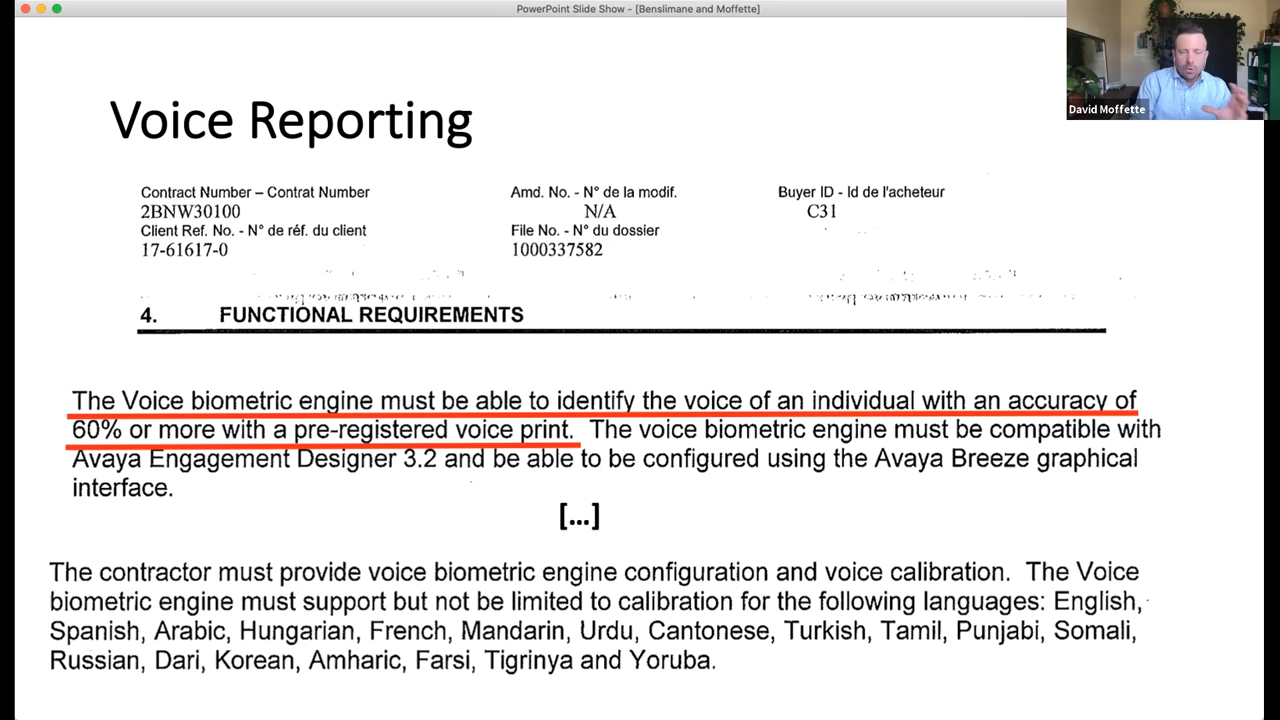 PowerPoint Slide Show - [Benslimane and Moffette]
David Moffette
Voice Reporting
Contract Number – Contrat Number
2BNW30100
Client Ref. No. - N° de réf. du client
17-61617-0
Amd. No. - N° de la modif.
N/A
File No. - N° du dossier
1000337582
Buyer ID - Id de l'acheteur
C31
4. FUNCTIONAL REQUIREMENTS
The Voice biometric engine must be able to identify the voice of an individual with an accuracy of
60% or more with a pre-registered voice print. The voice biometric engine must be compatible with
Avaya Engagement Designer 3.2 and be able to be configured using the Avaya Breeze graphical
interface.
[...]
The contractor must provide voice biometric engine configuration and voice calibration. The Voice
biometric engine must support but not be limited to calibration for the following languages: English,
Spanish, Arabic, Hungarian, French, Mandarin, Urdu, Cantonese, Turkish, Tamil, Punjabi, Somali,
Russian, Dari, Korean, Amharic, Farsi, Tigrinya and Yoruba.